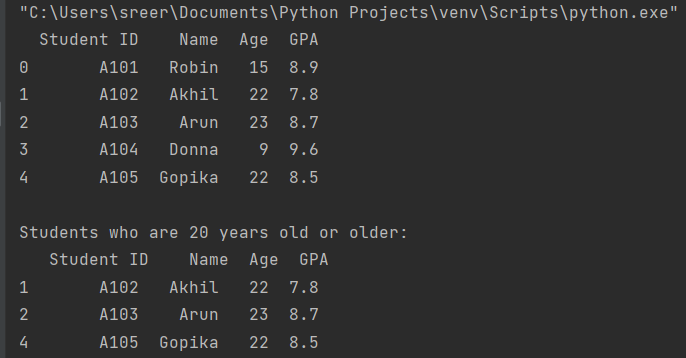 "C:\Users\sreer\Documents\Python Projects\venv\Scripts\python.exe"
  Student ID    Name  Age  GPA
0       A101   Robin   15  8.9
1       A102   Akhil   22  7.8
2       A103    Arun   23  8.7
3       A104   Donna    9  9.6
4       A105  Gopika   22  8.5
Students who are 20 years old or older:
   Student ID    Name  Age  GPA
1       A102   Akhil   22  7.8
2       A103    Arun   23  8.7
4       A105  Gopika   22  8.5